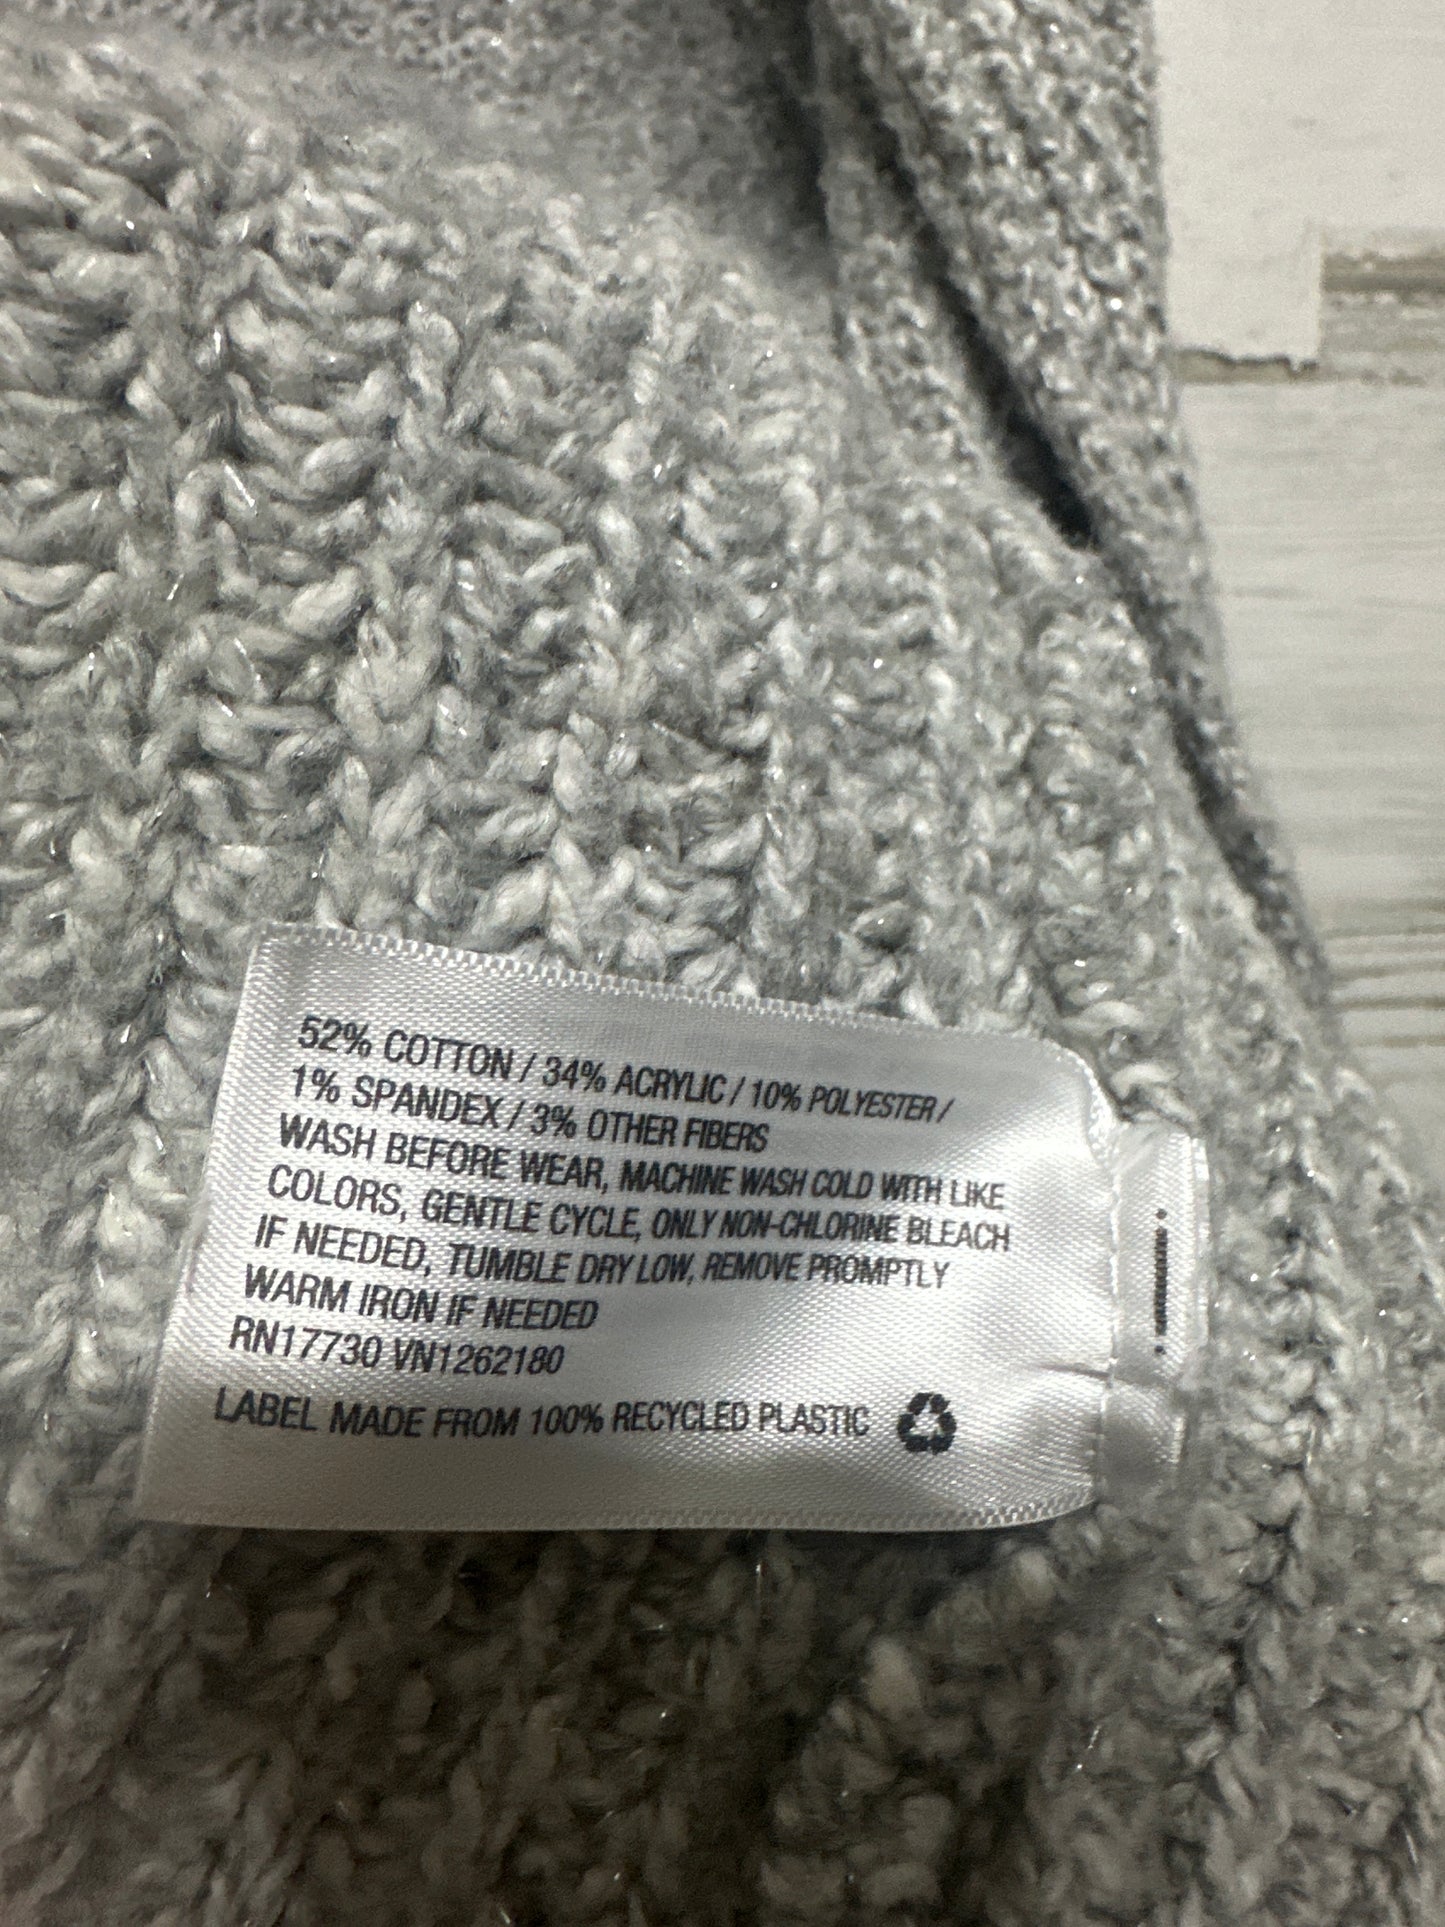 52% COTTON / 34% ACRYLIC / 10% POLYESTER /
1% SPANDEX / 3% OTHER FIBERS
WASH BEFORE WEAR, MACHINE WASH COLD WITH LIKE
COLORS, GENTLE CYCLE, ONLY NON-CHLORINE BLEACH
IF NEEDED, TUMBLE DRY LOW, REMOVE PROMPTLY
WARM IRON IF NEEDED
RN17730 VN1262180
LABEL MADE FROM 100% RECYCLED PLASTIC